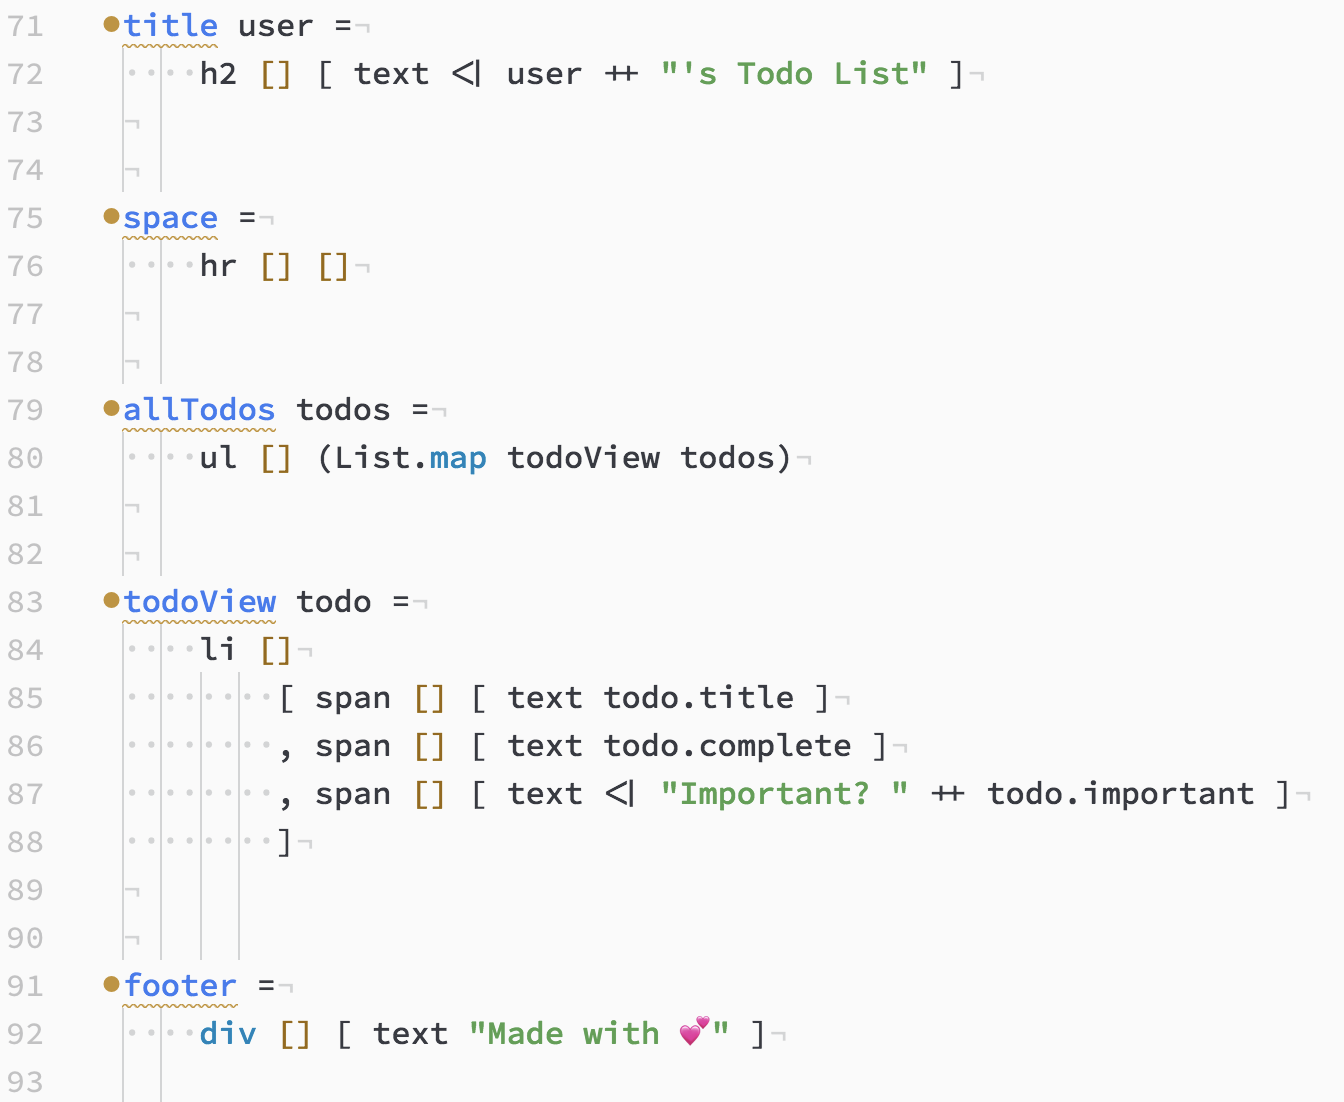 71 title user =¬
72 ····h2 [] [ text <| user ++ "'s Todo List" ]¬
73 ¬
74 ¬
75 space =¬
76 ····hr [] []¬
77 ¬
78 ¬
79 allTodos todos =¬
80 ····ul [] (List.map todoView todos)¬
81 ¬
82 ¬
83 todoView todo =¬
84 ····li []¬
85 ········[ span [] [ text todo.title ]¬
86 ········, span [] [ text todo.complete ]¬
87 ········, span [] [ text <| "Important? " ++ todo.important ]¬
88 ········]¬
89 ¬
90 ¬
91 footer =¬
92 ····div [] [ text "Made with 💕" ]¬
93